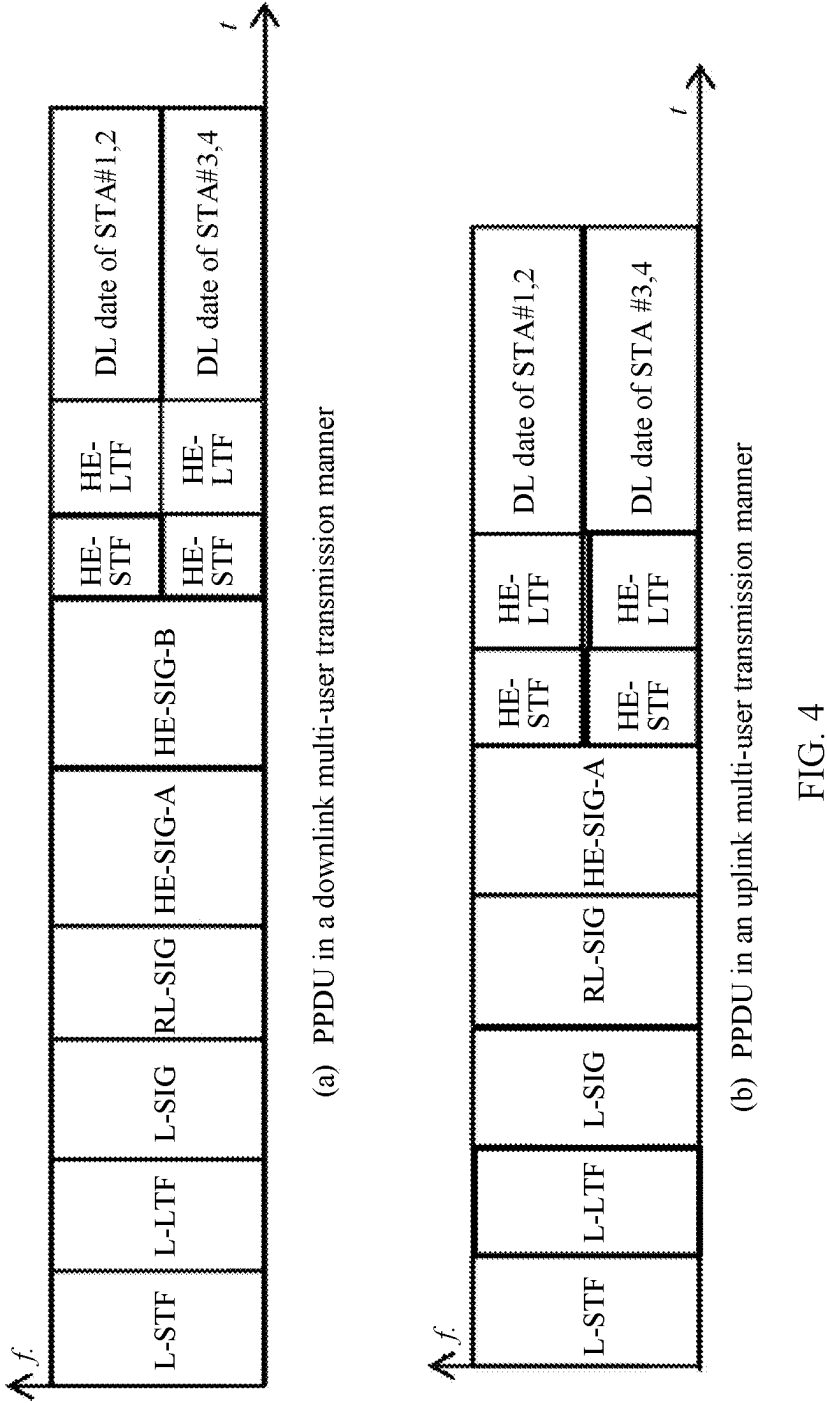 f.
L-STF
L-LTF
L-SIG
RL-SIG
HE-SIG-A
HE-SIG-B
HE-
STF
HE-
LTF
DL date of STA#1,2
HE-
STF
HE-
LTF
DL date of STA#3,4
t
(a) PPDU in a downlink multi-user transmission manner
f.
L-STF
L-LTF
L-SIG
RL-SIG
HE-SIG-A
HE-
STF
HE-
LTF
DL date of STA#1,2
HE-
STF
HE-
LTF
DL date of STA #3,4
t
(b) PPDU in an uplink multi-user transmission manner
FIG. 4